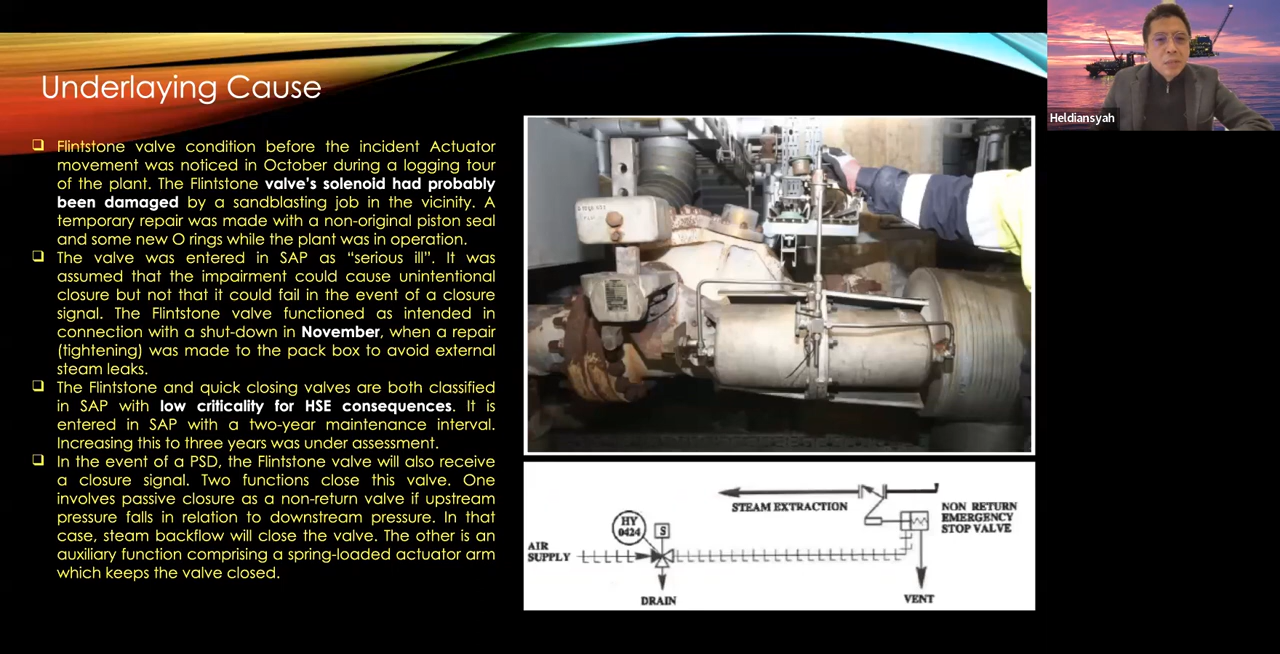 Underlaying Cause
Flintstone valve condition before the incident Actuator
movement was noticed in October during a logging tour
of the plant. The Flintstone valve's solenoid had probably
been damaged by a sandblasting job in the vicinity. A
temporary repair was made with a non-original piston seal
and some new O rings while the plant was in operation.
The valve was entered in SAP as “serious ill”. It was
assumed that the impairment could cause unintentional
closure but not that it could fail in the event of a closure
signal. The Flintstone valve functioned as intended in
connection with a shut-down in November, when a repair
(tightening) was made to the pack box to avoid external
steam leaks.
The Flintstone and quick closing valves are both classified
in SAP with low criticality for HSE consequences. It is
entered in SAP with a two-year maintenance interval.
Increasing this to three years was under assessment.
In the event of a PSD, the Flintstone valve will also receive
a closure signal. Two functions close this valve. One
involves passive closure as a non-return valve if upstream
pressure falls in relation to downstream pressure. In that
case, steam backflow will close the valve. The other is an
auxiliary function comprising a spring-loaded actuator arm
which keeps the valve closed.
STEAM EXTRACTION
NON RETURN
EMERGENCY
STOP VALVE
HY
0424
S
AIR
SUPPLY
DRAIN
VENT
Heldiansyah